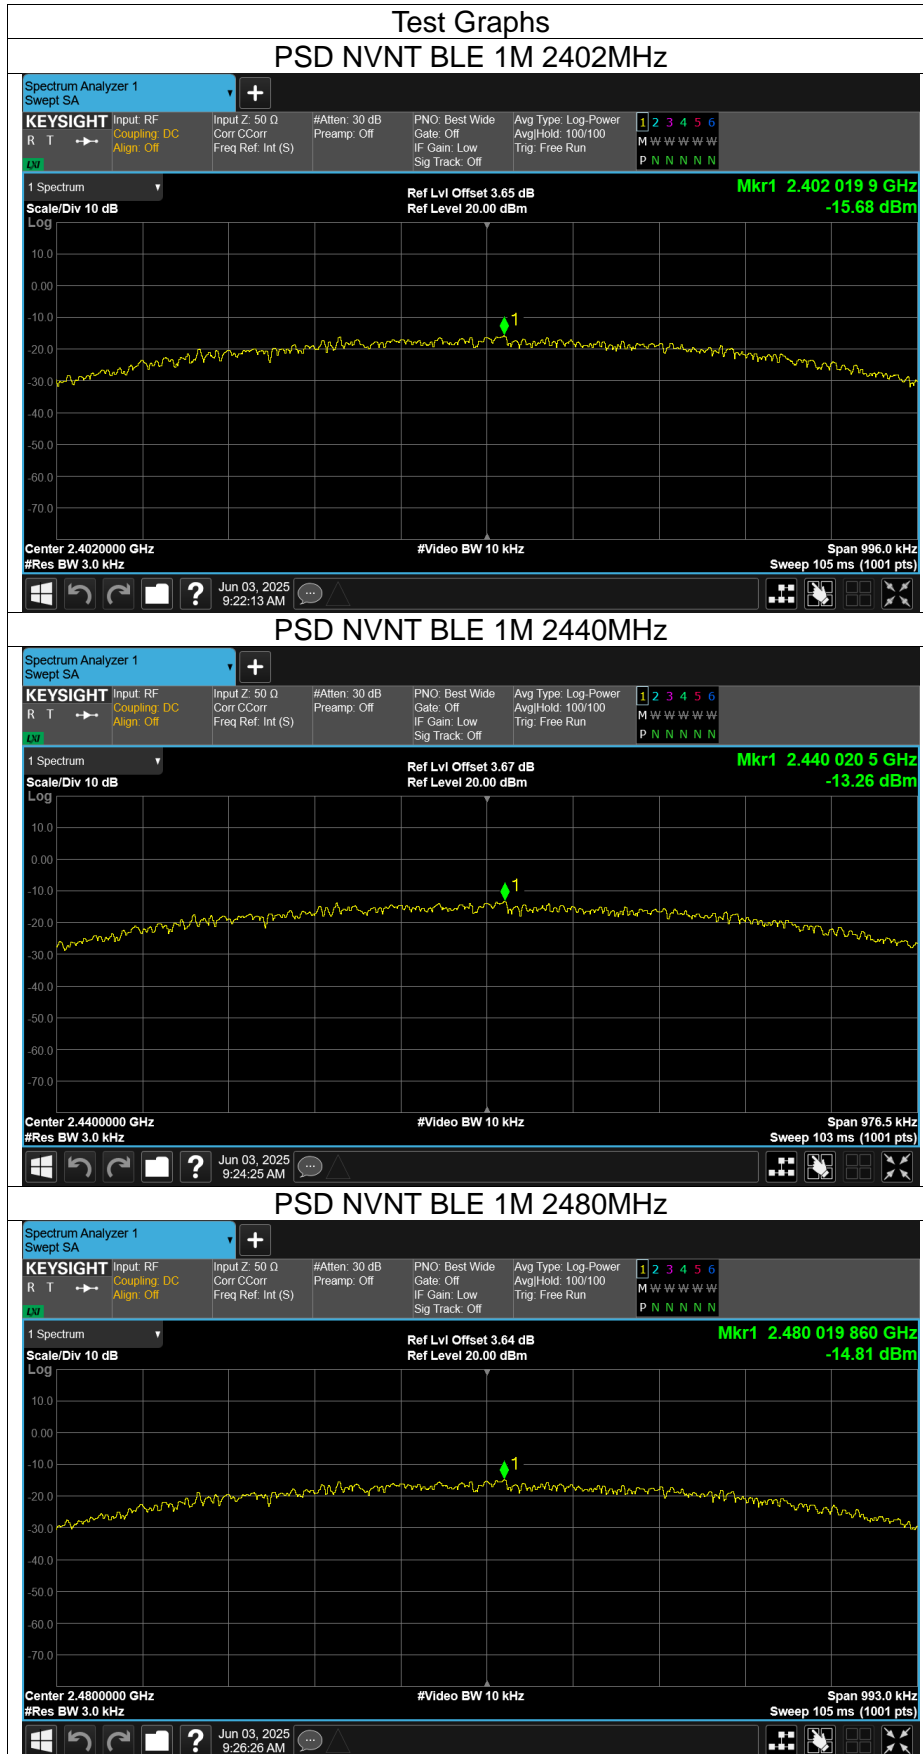 Test Graphs
PSD NVNT BLE 1M 2402MHz
Spectrum Analyzer 1
Swept SA
+
KEYSIGHT Input: RF Input Z: 50 Ω #Atten: 30 dB PNO: Best Wide Avg Type: Log-Power 1 2 3 4 5 6
R T Coupling: DC Corr CCorr Preamp: Off Gate: Off Avg|Hold: 100/100 M W W W W W
Align: Off Freq Ref: Int (S) IF Gain: Low Trig: Free Run
LXI Sig Track: Off P N N N N N
1 Spectrum Ref Lvl Offset 3.65 dB Mkr1 2.402 019 9 GHz
Scale/Div 10 dB Ref Level 20.00 dBm -15.68 dBm
Log
10.0
0.00
-10.0
1
-20.0
-30.0
-40.0
-50.0
-60.0
-70.0
Center 2.4020000 GHz #Video BW 10 kHz Span 996.0 kHz
#Res BW 3.0 kHz Sweep 105 ms (1001 pts)
? Jun 03, 2025
9:22:13 AM
PSD NVNT BLE 1M 2440MHz
Spectrum Analyzer 1
Swept SA
+
KEYSIGHT Input: RF Input Z: 50 Ω #Atten: 30 dB PNO: Best Wide Avg Type: Log-Power 1 2 3 4 5 6
R T Coupling: DC Corr CCorr Preamp: Off Gate: Off Avg|Hold: 100/100 M W W W W W
Align: Off Freq Ref: Int (S) IF Gain: Low Trig: Free Run
LXI Sig Track: Off P N N N N N
1 Spectrum Ref Lvl Offset 3.67 dB Mkr1 2.440 020 5 GHz
Scale/Div 10 dB Ref Level 20.00 dBm -13.26 dBm
Log
10.0
0.00
-10.0
1
-20.0
-30.0
-40.0
-50.0
-60.0
-70.0
Center 2.4400000 GHz #Video BW 10 kHz Span 976.5 kHz
#Res BW 3.0 kHz Sweep 103 ms (1001 pts)
? Jun 03, 2025
9:24:25 AM
PSD NVNT BLE 1M 2480MHz
Spectrum Analyzer 1
Swept SA
+
KEYSIGHT Input: RF Input Z: 50 Ω #Atten: 30 dB PNO: Best Wide Avg Type: Log-Power 1 2 3 4 5 6
R T Coupling: DC Corr CCorr Preamp: Off Gate: Off Avg|Hold: 100/100 M W W W W W
Align: Off Freq Ref: Int (S) IF Gain: Low Trig: Free Run
LXI Sig Track: Off P N N N N N
1 Spectrum Ref Lvl Offset 3.64 dB Mkr1 2.480 019 860 GHz
Scale/Div 10 dB Ref Level 20.00 dBm -14.81 dBm
Log
10.0
0.00
-10.0
1
-20.0
-30.0
-40.0
-50.0
-60.0
-70.0
Center 2.4800000 GHz #Video BW 10 kHz Span 993.0 kHz
#Res BW 3.0 kHz Sweep 105 ms (1001 pts)
? Jun 03, 2025
9:26:26 AM